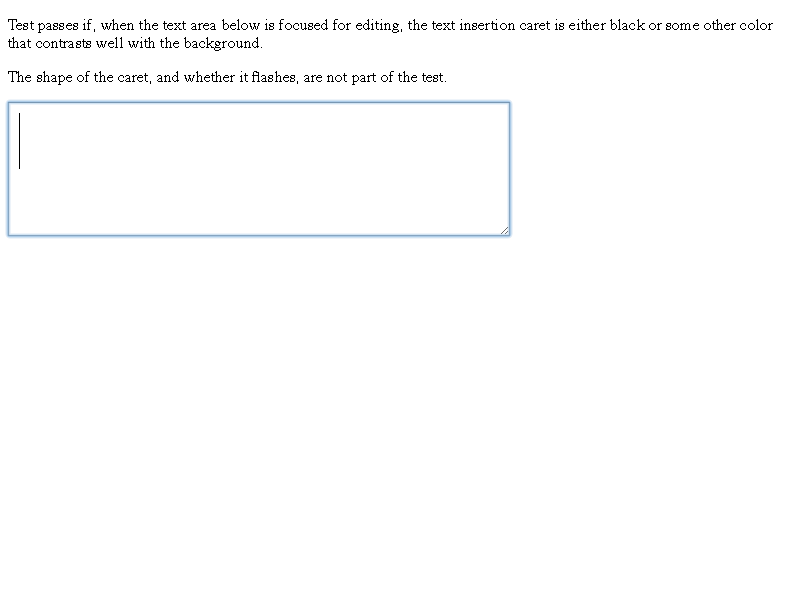 Test passes if, when the text area below is focused for editing, the text insertion caret is either black or some other color
that contrasts well with the background.
The shape of the caret, and whether it flashes, are not part of the test.